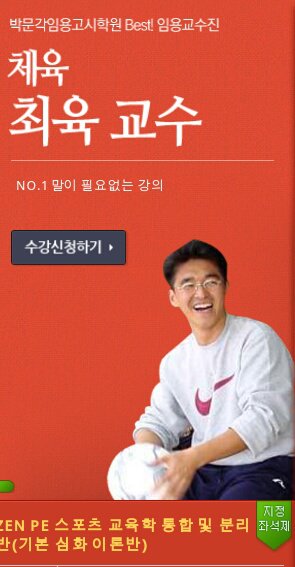 박문각임용고시학원 Best! 임용교수진
체육
최육 교수
NO.1 말이 필요없는 강의
수강신청하기
ZEN PE 스포츠 교육학 통합 및 분리
반(기본 심화 이론반)
지정
좌석제